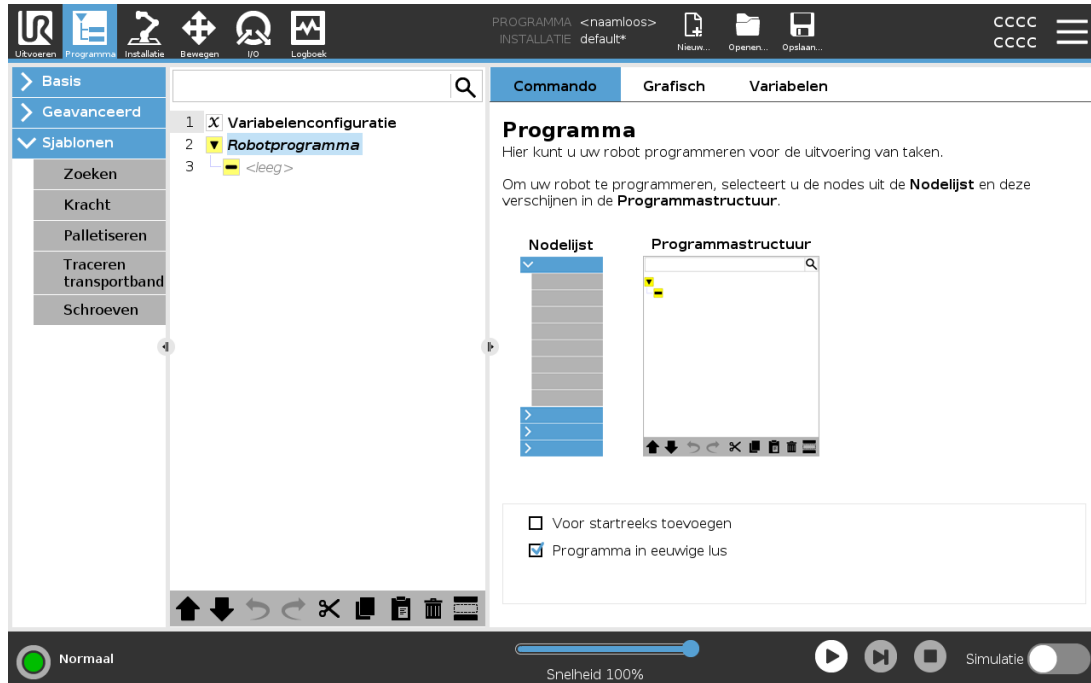 UR
PROGRAMMA <naamloos>
INSTALLATIE default*
CCCC
CCCC
Uitvoeren Programma Installatie Bewegen I/O Logboek Nieuw... Openen... Opslaan...
Basis
Geavanceerd
Sjablonen
Zoeken
Kracht
Palletiseren
Traceren
transportband
Schroeven
1 X Variabelenconfiguratie
2 Robotprogramma
3 <leeg>
Commando Grafisch Variabelen
Programma
Hier kunt u uw robot programmeren voor de uitvoering van taken.
Om uw robot te programmeren, selecteert u de nodes uit de Nodelijst en deze
verschijnen in de Programmastructuur.
Nodelijst Programmastructuur
Voor startreeks toevoegen
Programma in eeuwige lus
Normaal
Snelheid 100%
Simulatie